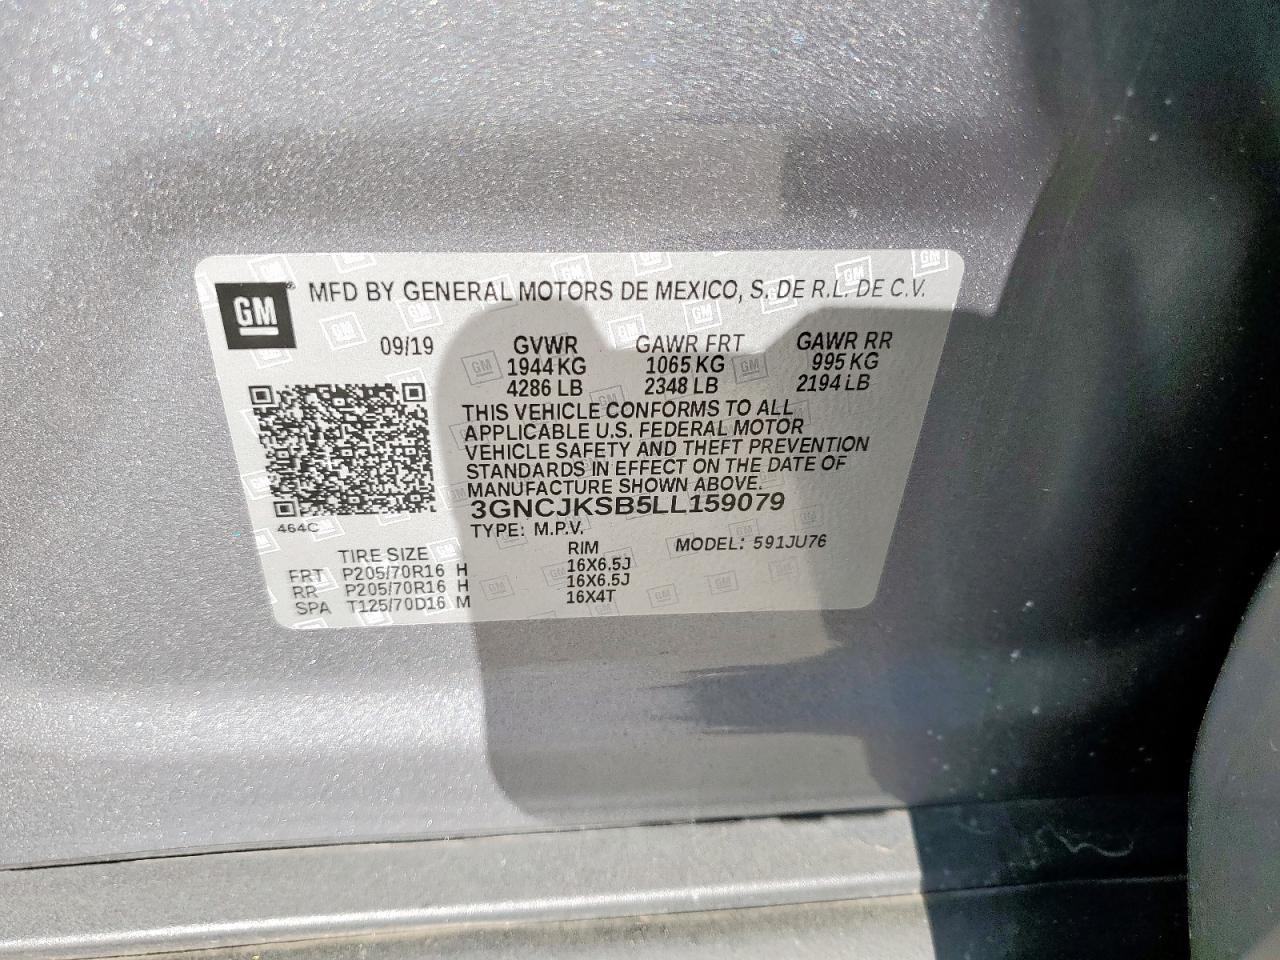 GM® MFD BY GENERAL MOTORS DE MEXICO, S. DE R.L. DE C.V.
09/19 GVWR GAWR FRT GAWR RR
1944 KG 1065 KG 995 KG
4286 LB 2348 LB 2194 LB
THIS VEHICLE CONFORMS TO ALL
APPLICABLE U.S. FEDERAL MOTOR
VEHICLE SAFETY AND THEFT PREVENTION
STANDARDS IN EFFECT ON THE DATE OF
MANUFACTURE SHOWN ABOVE.
3GNCJKSB5LL159079
464C
TYPE: M.P.V.
TIRE SIZE RIM MODEL: 591JU76
FRT P205/70R16 H 16X6.5J
RR P205/70R16 H 16X6.5J
SPA T125/70D16 M 16X4T